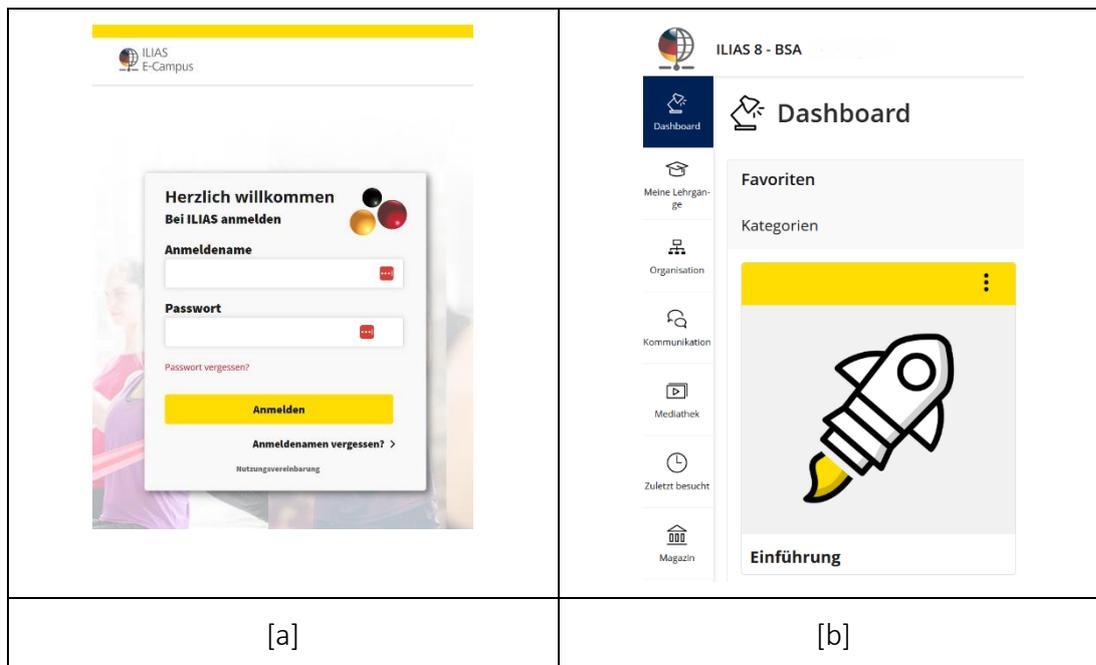 ILIAS
E-Campus
Herzlich willkommen
Bei ILIAS anmelden
Anmeldename
Passwort
Passwort vergessen?
Anmelden
Anmeldenamen vergessen? >
Nutzungsvereinbarung
[a]
ILIAS 8 - BSA
Dashboard
Meine Lehrgän-
ge
Organisation
Kommunikation
Mediathek
Zuletzt besucht
Magazin
Dashboard
Favoriten
Kategorien
Einführung
[b]